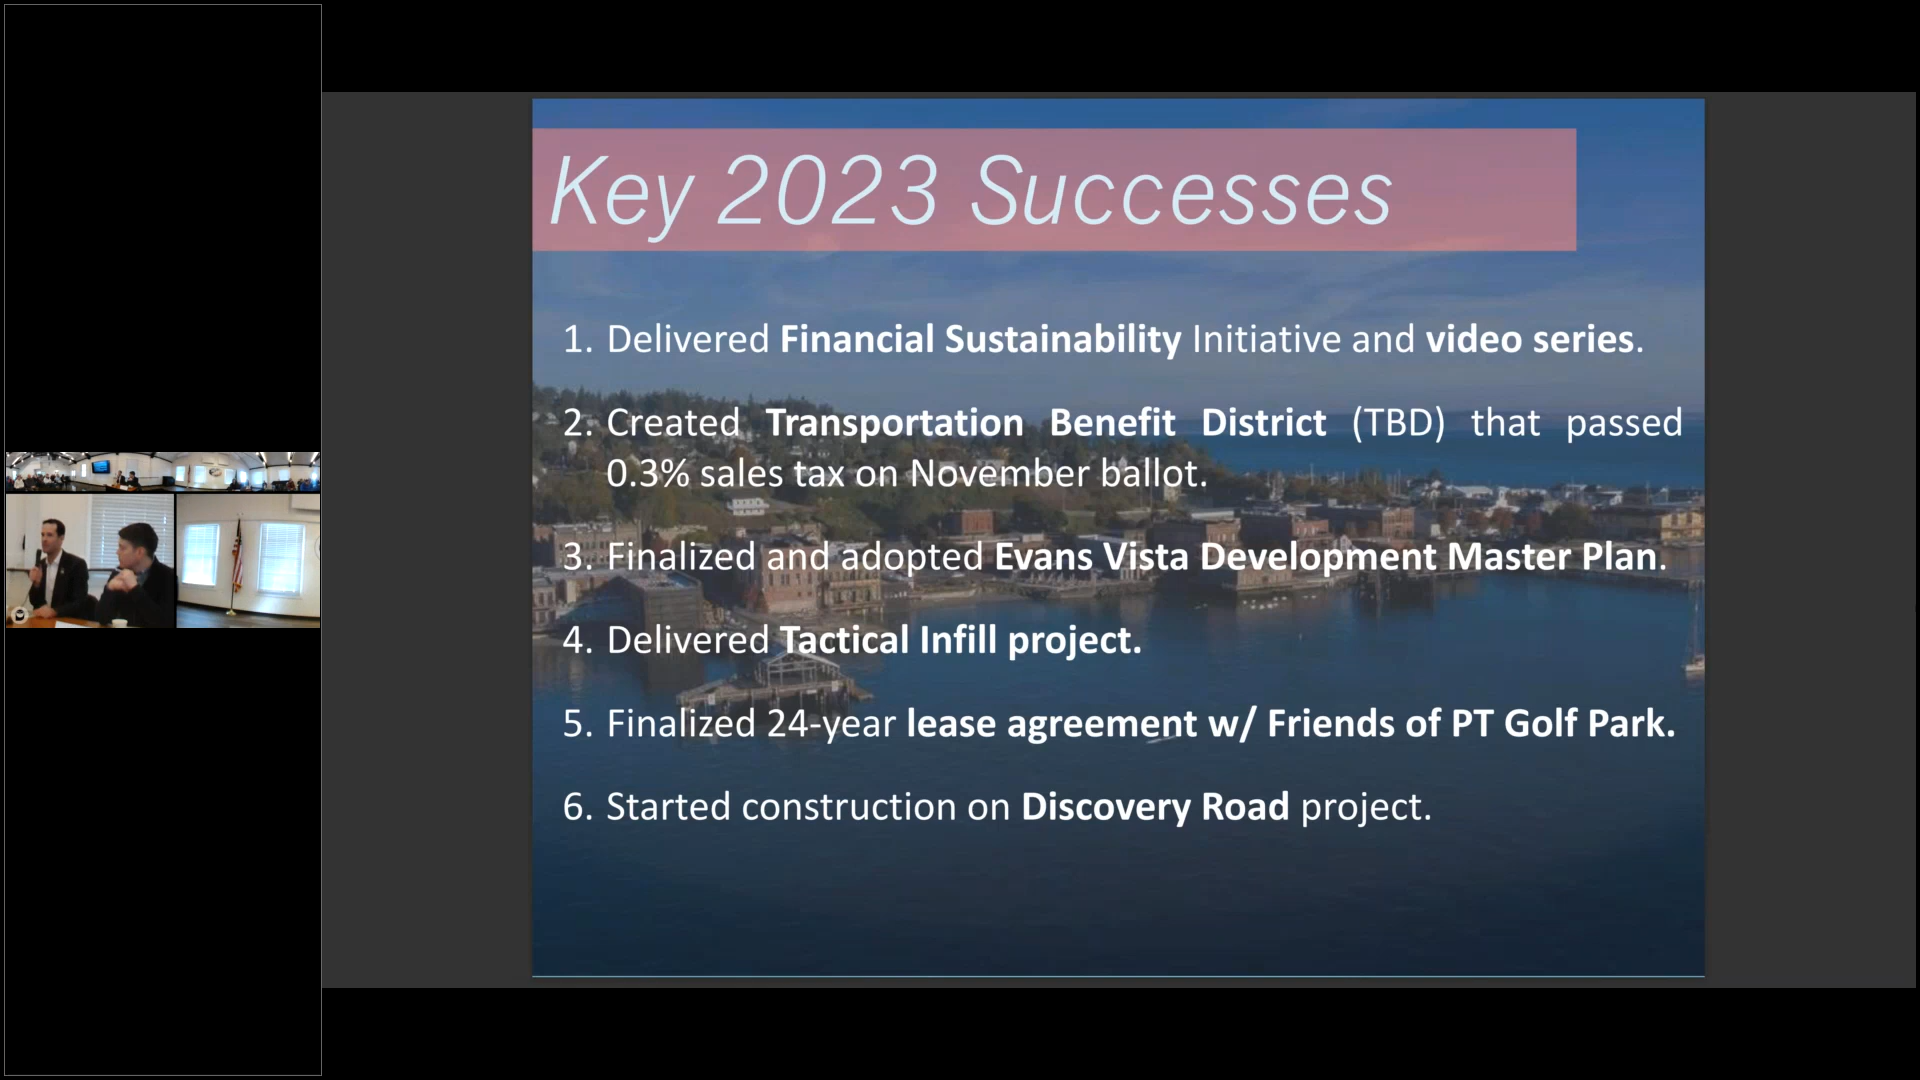 Key 2023 Successes
1. Delivered Financial Sustainability Initiative and video series.
2. Created Transportation Benefit District (TBD) that passed
0.3% sales tax on November ballot.
3. Finalized and adopted Evans Vista Development Master Plan.
4. Delivered Tactical Infill project.
5. Finalized 24-year lease agreement w/ Friends of PT Golf Park.
6. Started construction on Discovery Road project.